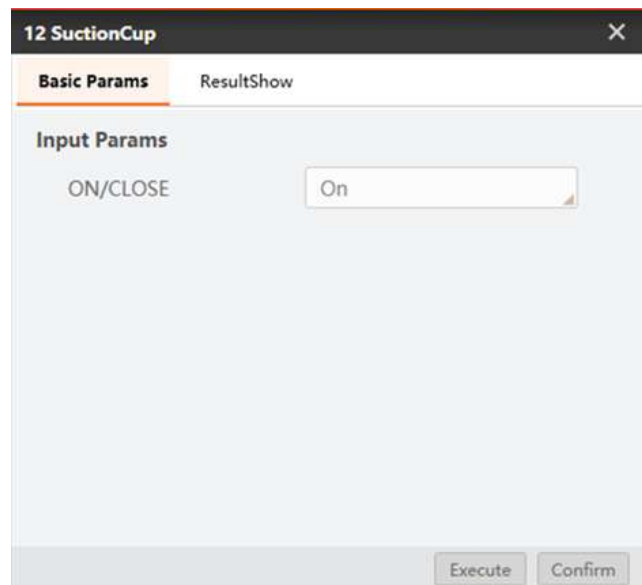 12 SuctionCup
Basic Params ResultShow
Input Params
ON/CLOSE On
Execute Confirm